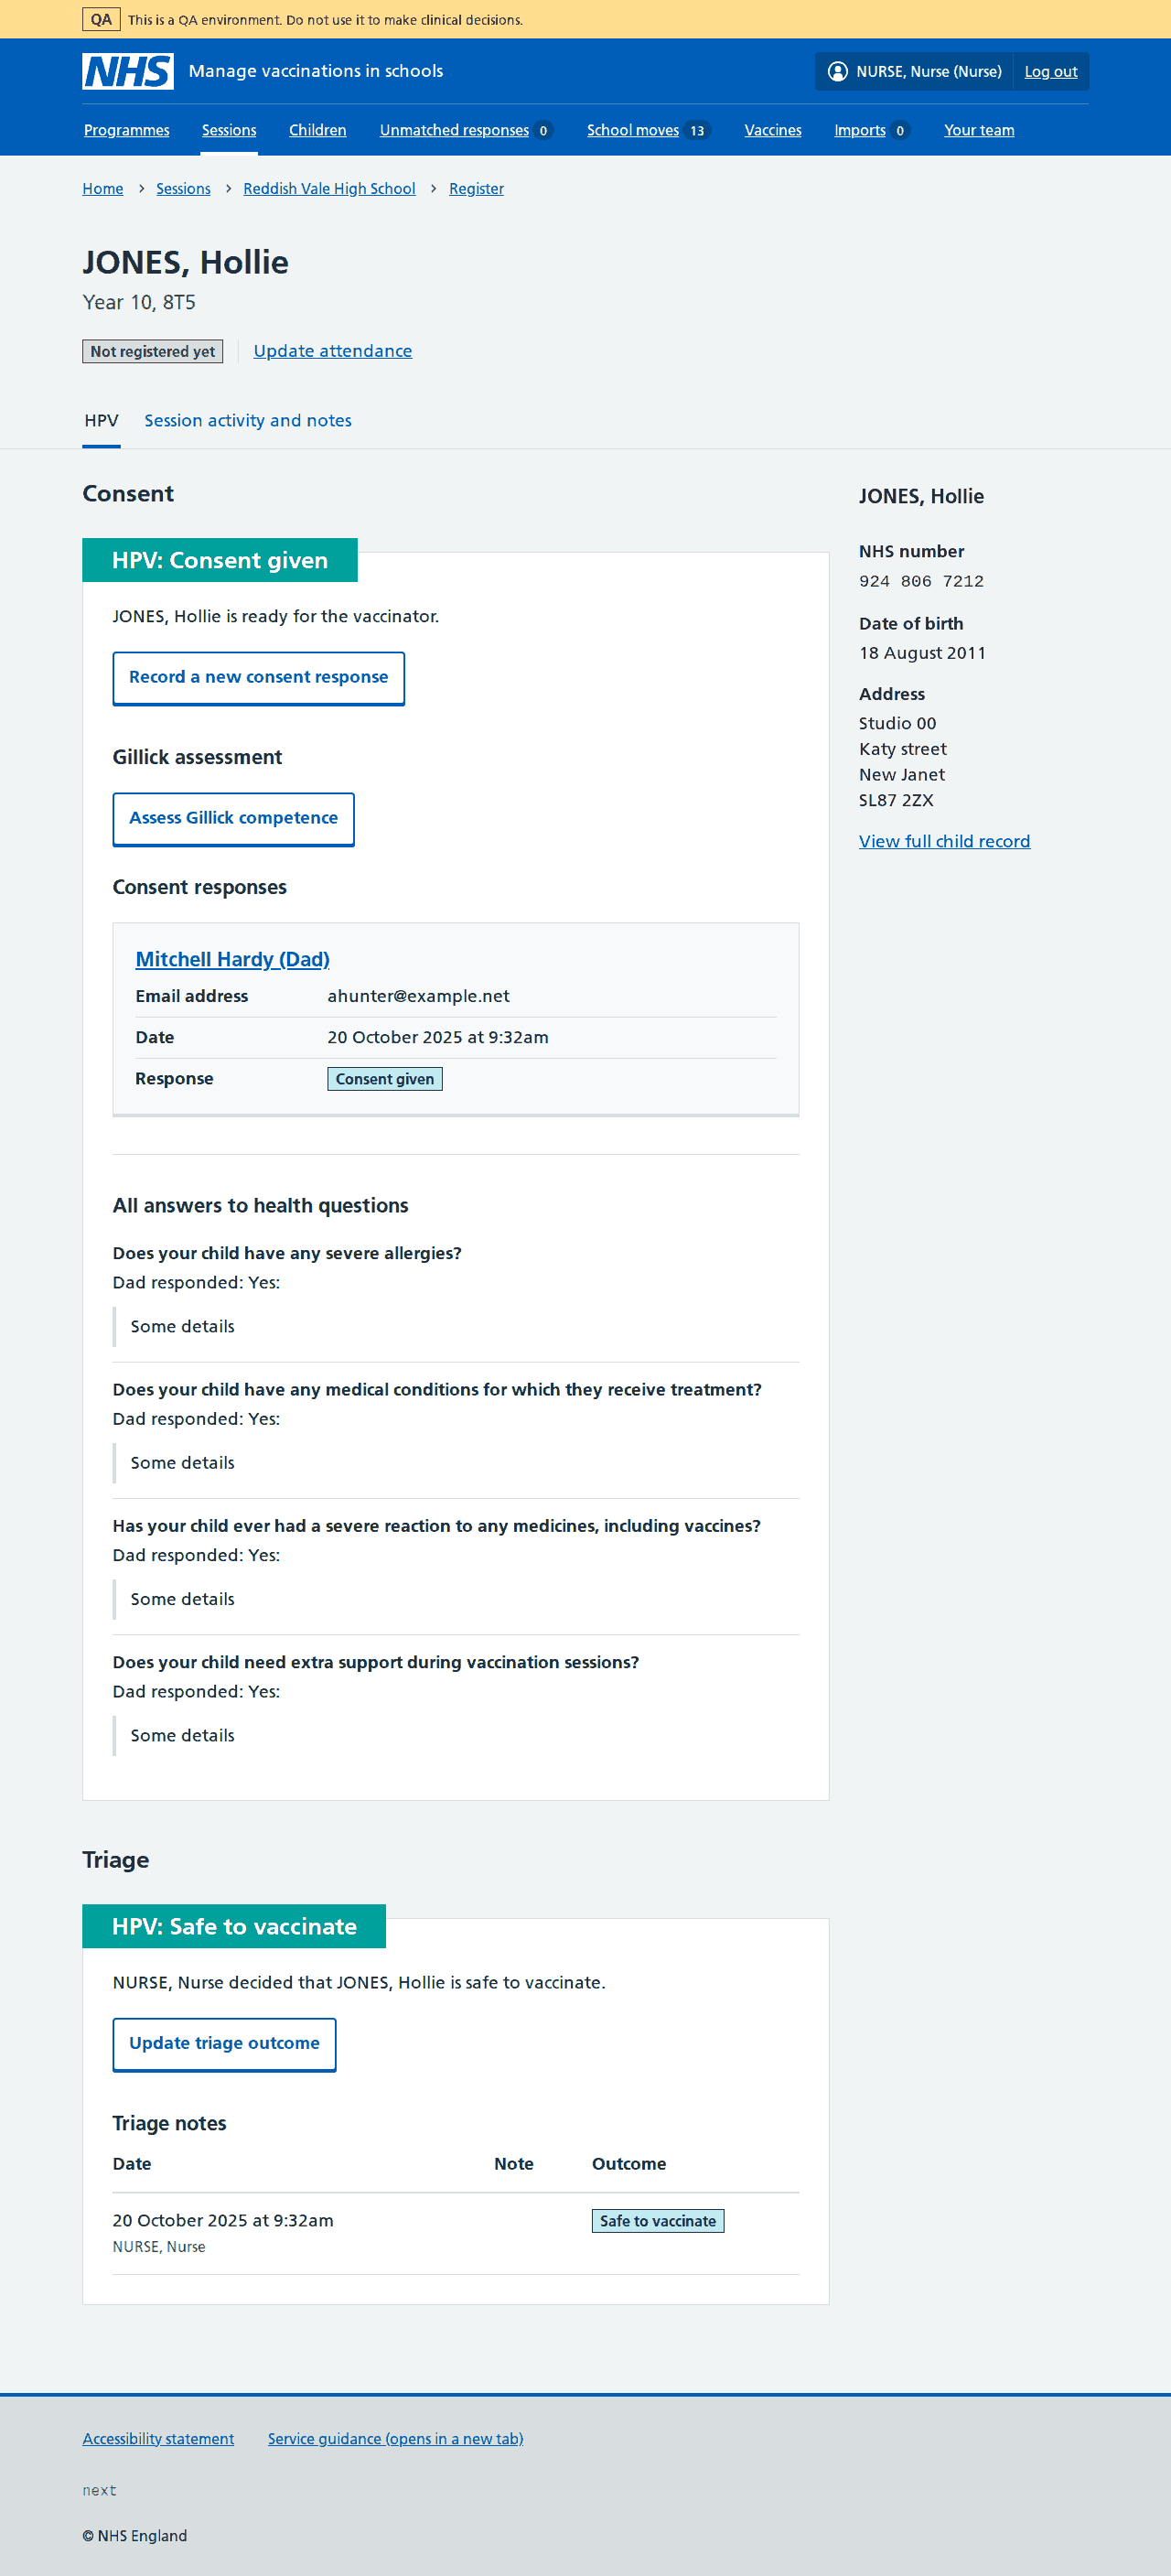 QA This is a QA environment. Do not use it to make clinical decisions.
NHS Manage vaccinations in schools NURSE, Nurse (Nurse) Log out
Programmes Sessions Children Unmatched responses 0 School moves 13 Vaccines Imports 0 Your team
Home › Sessions › Reddish Vale High School › Register
JONES, Hollie
Year 10, 8T5
Not registered yet Update attendance
HPV Session activity and notes
Consent
HPV: Consent given
JONES, Hollie is ready for the vaccinator.
Record a new consent response
Gillick assessment
Assess Gillick competence
Consent responses
Mitchell Hardy (Dad)
Email address ahunter@example.net
Date 20 October 2025 at 9:32am
Response Consent given
All answers to health questions
Does your child have any severe allergies?
Dad responded: Yes:
Some details
Does your child have any medical conditions for which they receive treatment?
Dad responded: Yes:
Some details
Has your child ever had a severe reaction to any medicines, including vaccines?
Dad responded: Yes:
Some details
Does your child need extra support during vaccination sessions?
Dad responded: Yes:
Some details
JONES, Hollie
NHS number
924 806 7212
Date of birth
18 August 2011
Address
Studio 00
Katy street
New Janet
SL87 2ZX
View full child record
Triage
HPV: Safe to vaccinate
NURSE, Nurse decided that JONES, Hollie is safe to vaccinate.
Update triage outcome
Triage notes
Date Note Outcome
20 October 2025 at 9:32am Safe to vaccinate
NURSE, Nurse
Accessibility statement Service guidance (opens in a new tab)
next
© NHS England